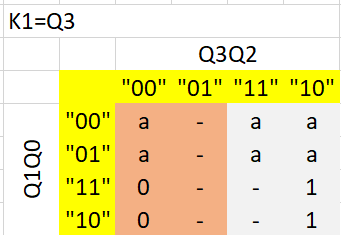 K1=Q3
Q3Q2
"00" "01" "11" "10"
Q1Q0
"00" a - a a
"01" a - a a
"11" 0 - - 1
"10" 0 - - 1